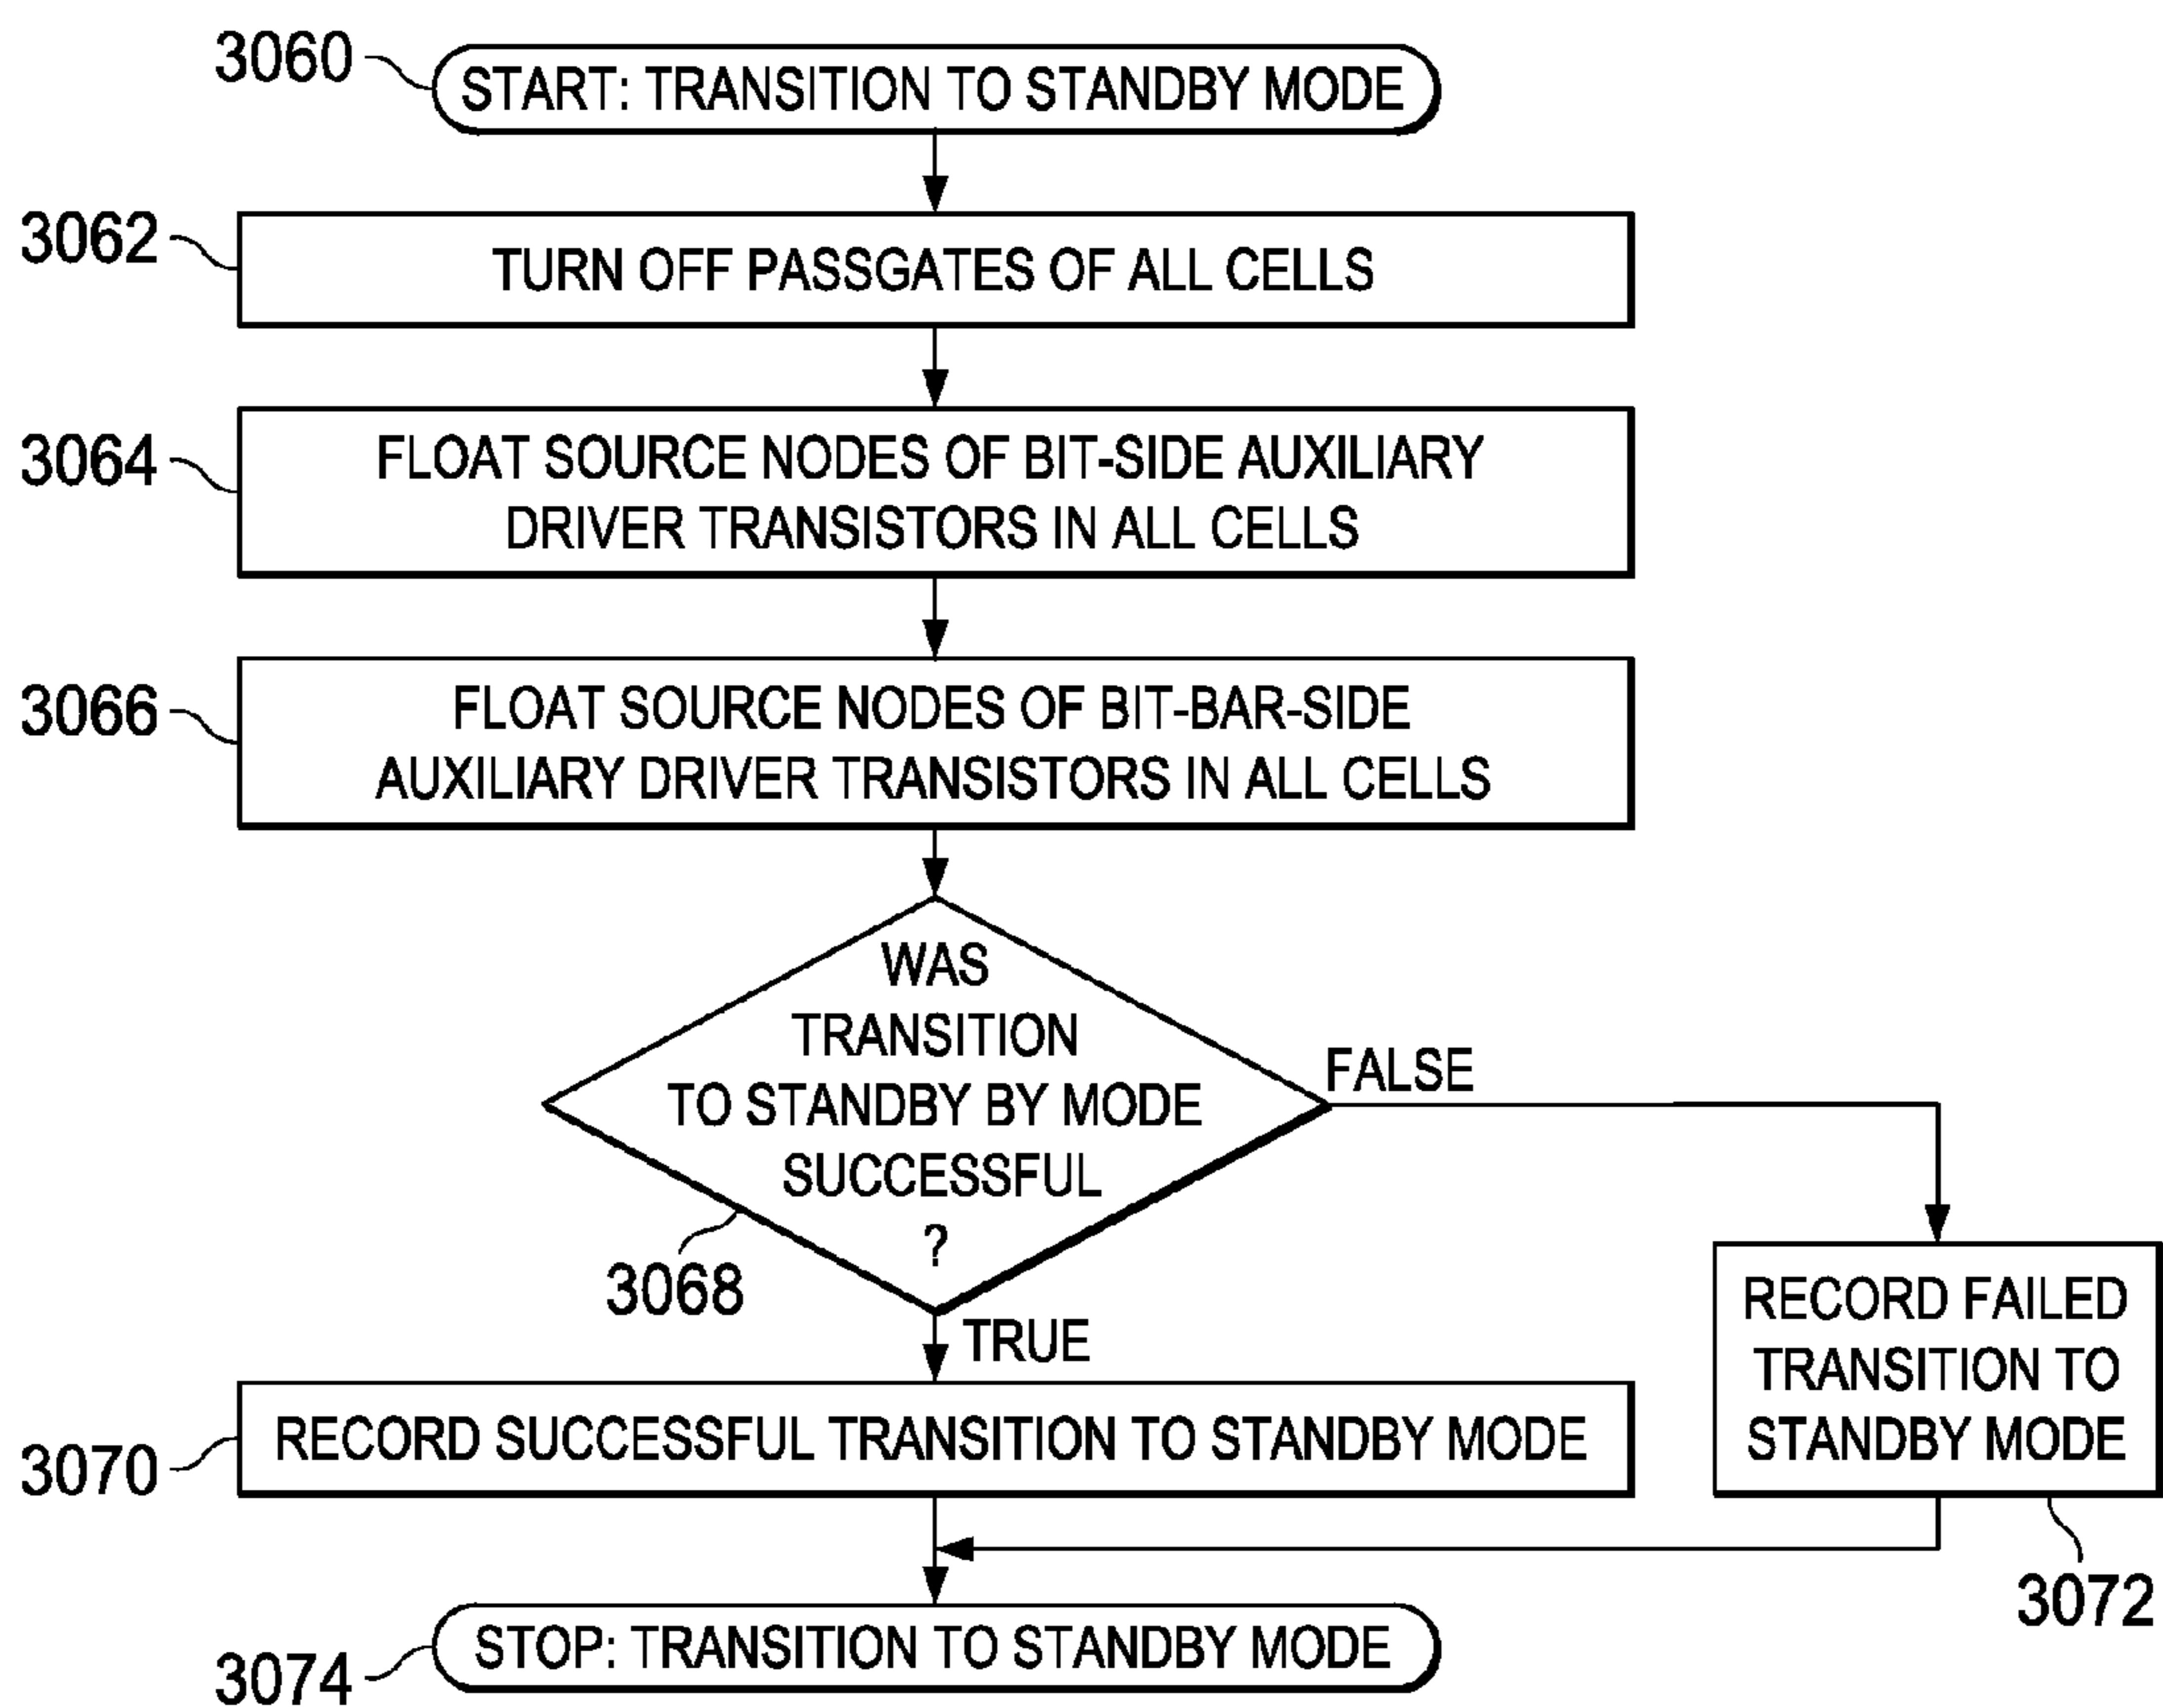 3060
START: TRANSITION TO STANDBY MODE
3062
TURN OFF PASSGATES OF ALL CELLS
3064
FLOAT SOURCE NODES OF BIT-SIDE AUXILIARY
DRIVER TRANSISTORS IN ALL CELLS
3066
FLOAT SOURCE NODES OF BIT-BAR-SIDE
AUXILIARY DRIVER TRANSISTORS IN ALL CELLS
WAS
TRANSITION
TO STANDBY BY MODE
SUCCESSFUL
?
3068
FALSE
TRUE
RECORD FAILED
TRANSITION TO
STANDBY MODE
3072
3070
RECORD SUCCESSFUL TRANSITION TO STANDBY MODE
3074
STOP: TRANSITION TO STANDBY MODE